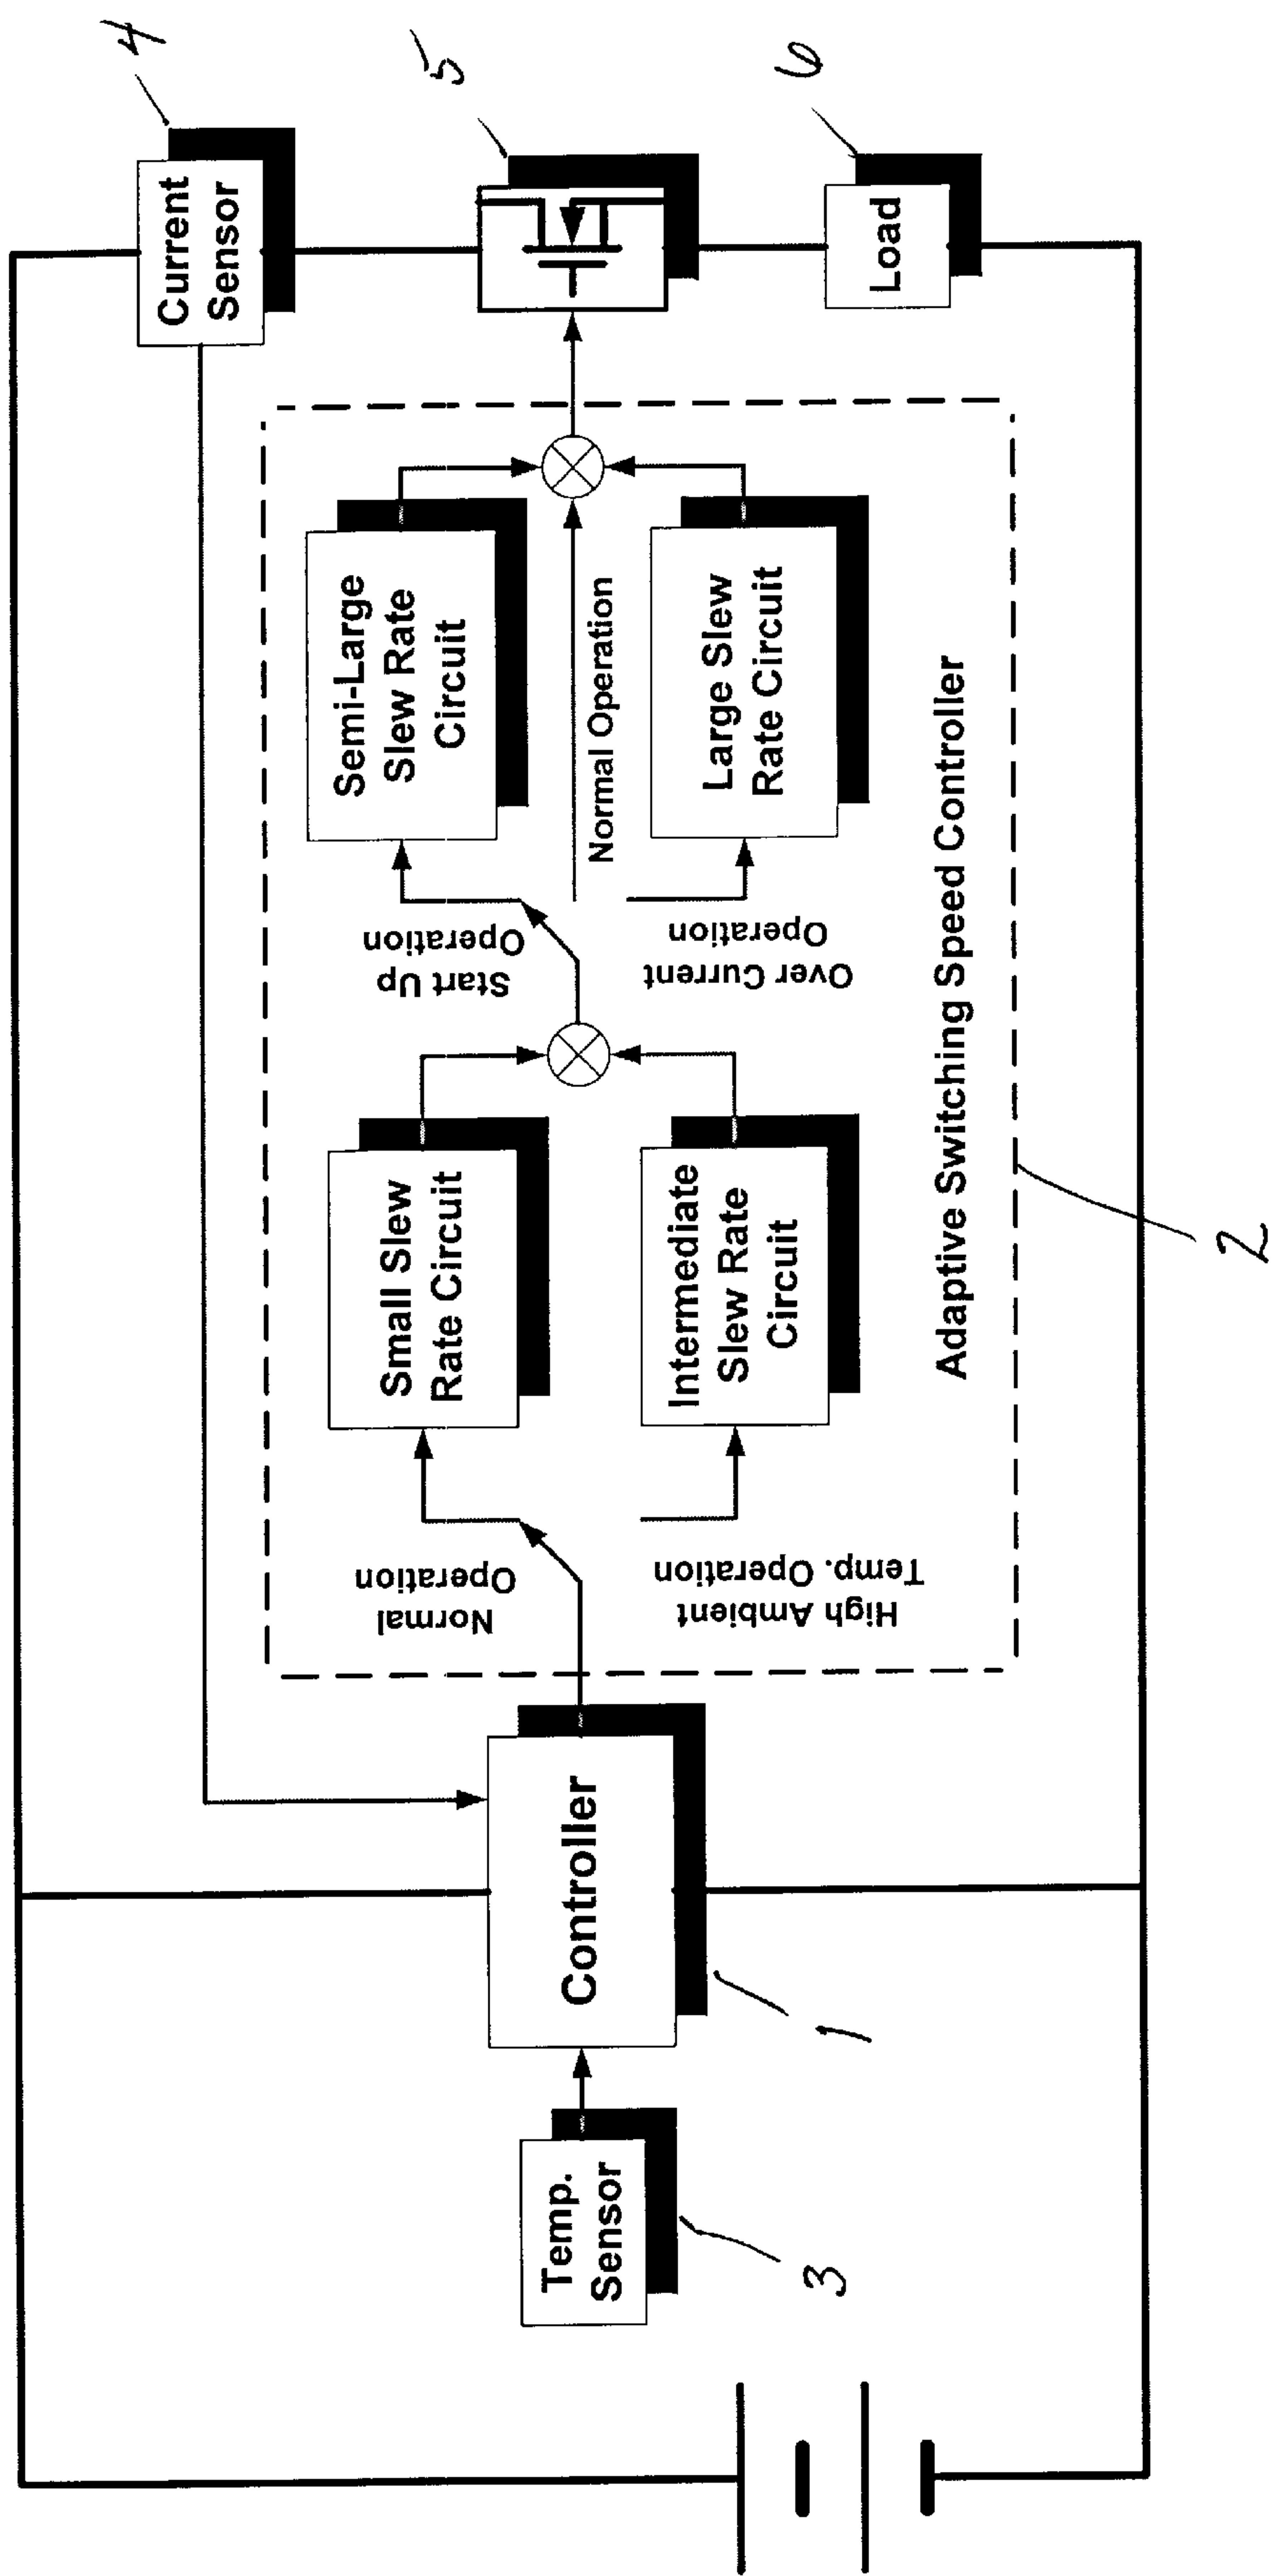 Temp.
Sensor
3
Controller
1
Normal
Operation
High Ambient
Temp. Operation
Small Slew
Rate Circuit
Intermediate
Slew Rate
Circuit
Start Up
Operation
Over Current
Operation
Normal Operation
Semi-Large
Slew Rate
Circuit
Large Slew
Rate Circuit
Adaptive Switching Speed Controller
2
Current
Sensor
4
5
Load
6